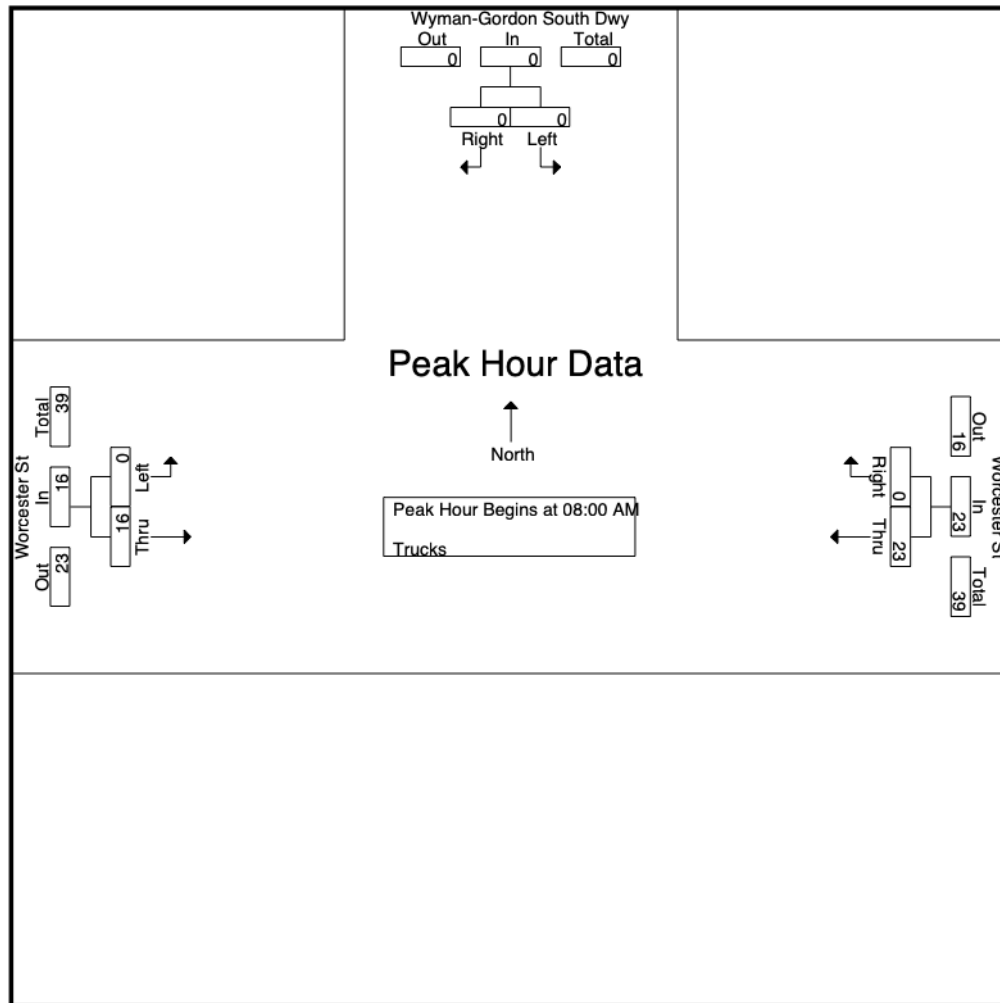 Wyman-Gordon South Dwy
Out In Total
0 0 0
0 0
Right Left
Peak Hour Data
North
Peak Hour Begins at 08:00 AM
Trucks
Worcester St
Out In Total
23 16 39
16 0
Thru Left
Worcester St
Out In Total
16 23 39
0 23
Right Thru